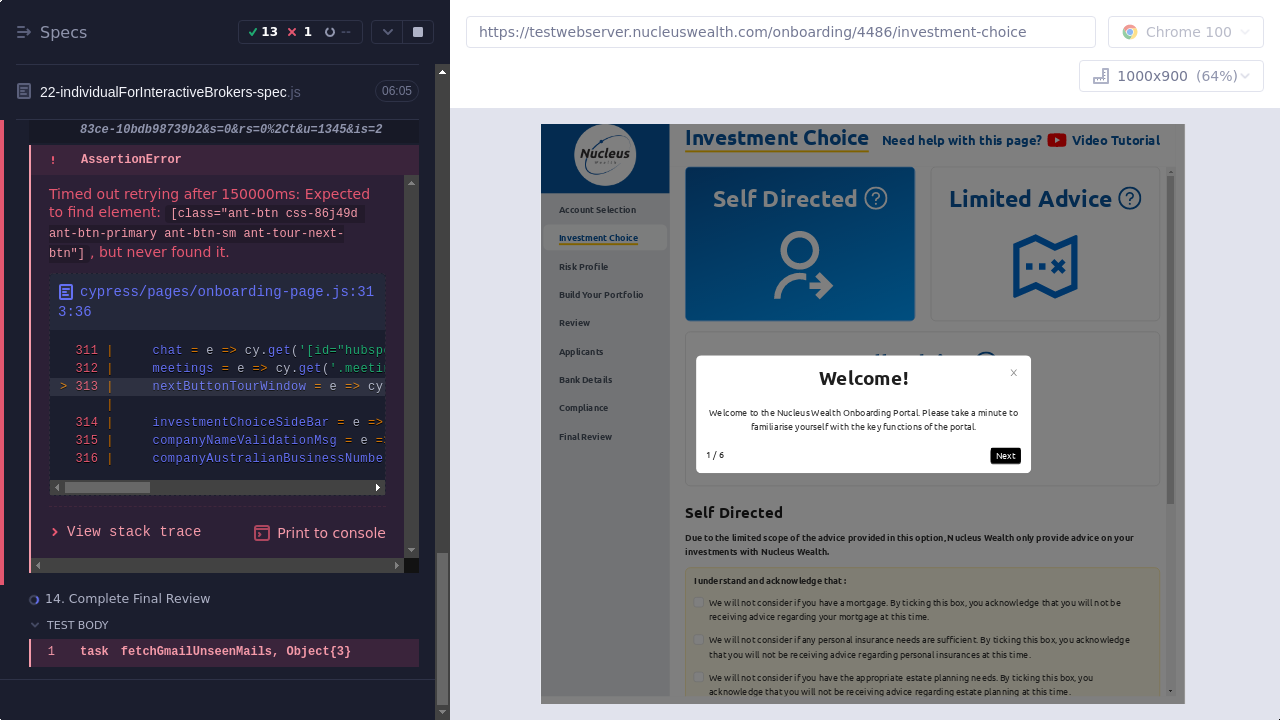 Specs
13
1
--
22-individualForInteractiveBrokers-spec.js
06:05
83ce-10bdb98739b2&s=0&rs=0%2Ct&u=1345&is=2
! AssertionError
Timed out retrying after 150000ms: Expected
to find element: [class="ant-btn css-86j49d
ant-btn-primary ant-btn-sm ant-tour-next-
btn"] , but never found it.
cypress/pages/onboarding-page.js:31
3:36
311 | chat = e => cy.get('[id="hubsp
312 | meetings = e => cy.get('.meetin
> 313 | nextButtonTourWindow = e => cy
|
314 | investmentChoiceSideBar = e =>
315 | companyNameValidationMsg = e =
316 | companyAustralianBusinessNumbe
View stack trace
Print to console
14. Complete Final Review
TEST BODY
1 task fetchGmailUnseenMails, Object{3}
https://testwebserver.nucleuswealth.com/onboarding/4486/investment-choice
Chrome 100
1000x900 (64%)
Nucleus
Wealth
Account Selection
Investment Choice
Risk Profile
Build Your Portfolio
Review
Applicants
Bank Details
Compliance
Final Review
Investment Choice
Need help with this page?
Video Tutorial
Self Directed
Limited Advice
Welcome!
Welcome to the Nucleus Wealth Onboarding Portal. Please take a minute to
familiarise yourself with the key functions of the portal.
1 / 6
Next
Self Directed
Due to the limited scope of the advice provided in this option, Nucleus Wealth only provide advice on your
investments with Nucleus Wealth.
I understand and acknowledge that :
We will not consider if you have a mortgage. By ticking this box, you acknowledge that you will not be
receiving advice regarding your mortgage at this time.
We will not consider if any personal insurance needs are sufficient. By ticking this box, you acknowledge
that you will not be receiving advice regarding personal insurances at this time.
We will not consider if you have the appropriate estate planning needs. By ticking this box, you
acknowledge that you will not be receiving advice regarding estate planning at this time.